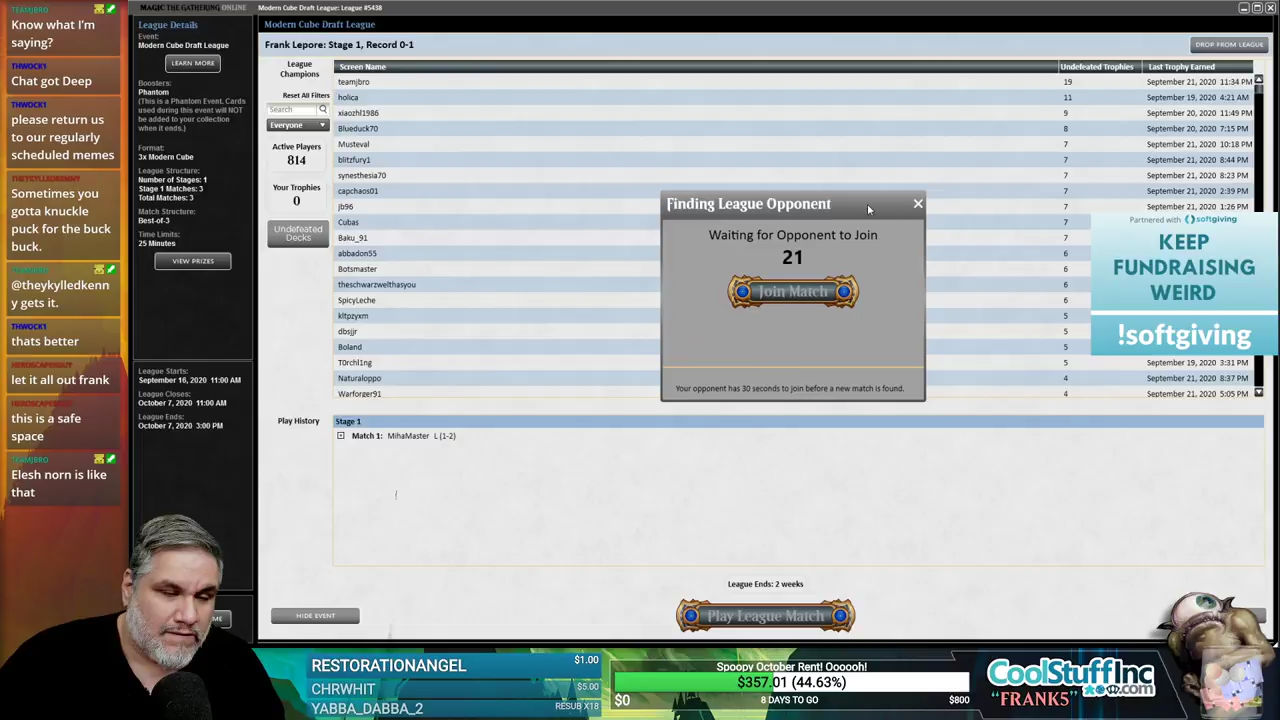 TEAMJBRO
Know what I'm
saying?
THWOCK1
Chat got Deep
THWOCK1
please return us
to our regularly
scheduled memes
THEYKYLLEDKENNY
Sometimes you
gotta knuckle
puck for the buck
buck.
TEAMJBRO
@theykylledkenn
y gets it.
THWOCK1
thats better
let it all out frank
this is a safe
space
TEAMJBRO
Elesh norn is like
that
MAGIC THE GATHERING ONLINE
Modern Cube Draft League: League #5438
League Details
Event:
Modern Cube Draft League
LEARN MORE
Boosters:
Phantom
(This is a Phantom Event. Cards
used during this event will NOT
be added to your collection
when it ends.)
Format:
3x Modern Cube
League Structure:
Number of Stages: 1
Stage 1 Matches: 3
Total Matches: 3
Match Structure:
Best-of-3
Time Limits:
25 Minutes
VIEW PRIZES
League Starts:
September 16, 2020 11:00 AM
League Closes:
October 7, 2020 11:00 AM
League Ends:
October 7, 2020 3:00 PM
Modern Cube Draft League
Frank Lepore: Stage 1, Record 0-1
DROP FROM LEAGUE
League
Champions
Reset All Filters
Search
Everyone
Active Players
814
Your Trophies
0
Undefeated
Decks
Screen Name Undefeated Trophies Last Trophy Earned
teamjbro 19 September 21, 2020 11:34 PM
holica 11 September 19, 2020 4:21 AM
xiaozhl1986 9 September 20, 2020 11:49 PM
Blueduck70 8 September 21, 2020 7:15 PM
Musteval 7 September 21, 2020 10:18 PM
blitzfury1 7 September 21, 2020 8:44 PM
synesthesia70 7 September 21, 2020 8:23 PM
capchaos01 7 September 21, 2020 2:39 PM
jb96 7 September 21, 2020 1:26 PM
Cubas 7
Baku_91 7
abbadon55 6
Botsmaster 6
theschwarzwelthasyou 6
SpicyLeche 6
kltpzyxm 5
dbsjjr 5
Boland 5
T0rchl1ng 5 September 19, 2020 3:31 PM
Naturaloppo 4 September 21, 2020 8:37 PM
Warforger91 4 September 21, 2020 5:05 PM
Finding League Opponent
Waiting for Opponent to Join
21
Join Match
Your opponent has 30 seconds to join before a new match is found.
Partnered with softgiving
KEEP
FUNDRAISING
WEIRD
!softgiving
Play History
Stage 1
Match 1: MihaMaster L (1-2)
League Ends: 2 weeks
HIDE EVENT
Play League Match
RESTORATIONANGEL $1.00
CHRWHIT $5.00
YABBA_DABBA_2 RESUB X18
Spoopy October Rent! Oooooh!
$357.01 (44.63%)
$0
8 DAYS TO GO
$800
CoolStuffInc
.com
"FRANK5"